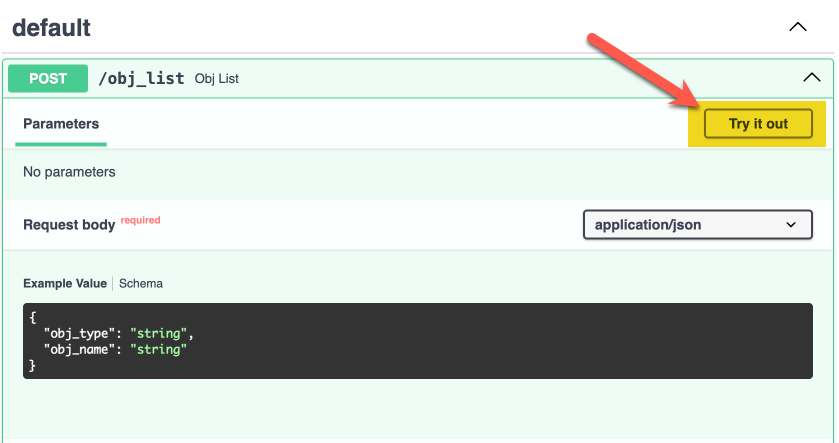 default
POST /obj_list Obj List
Parameters
Try it out
No parameters
Request body required
application/json
Example Value Schema
{
"obj_type": "string",
"obj_name": "string"
}